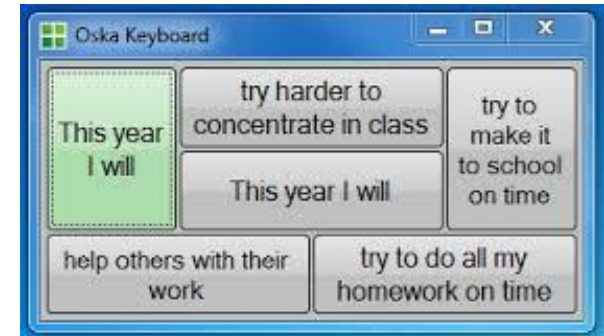 Oska Keyboard
This year
I will
try harder to
concentrate in class
This year I will
try to
make it
to school
on time
help others with their
work
try to do all my
homework on time